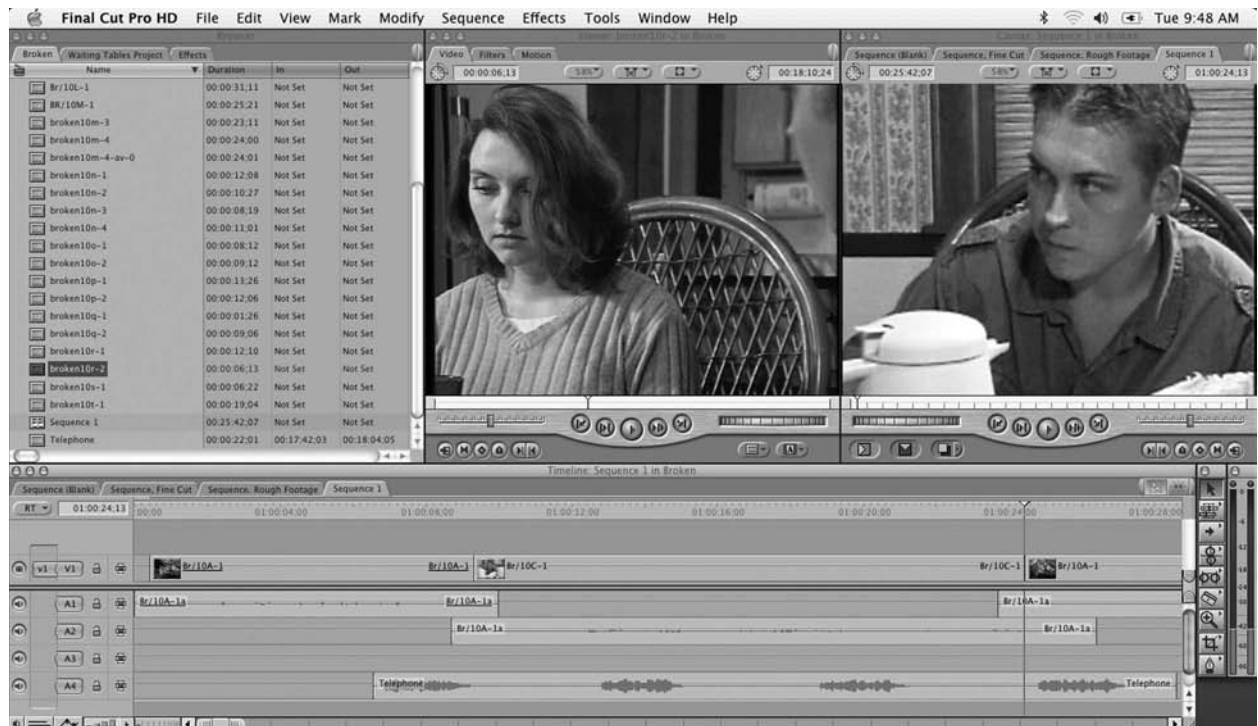 Final Cut Pro HD File Edit View Mark Modify Sequence Effects Tools Window Help Tue 9:48 AM
Browser
Viewer: broken10r-2 in Broken
Canvas: Sequence 1 in Broken
Broken Waiting Tables Project Effects
Video Filters Motion
Sequence (Blank) Sequence, Fine Cut Sequence. Rough Footage Sequence 1
00:00:06;13 58% 00:18:10;24
00:25:42;07 58% 01:00:24;13
Name Duration In Out
Br/10L-1 00:00:31;11 Not Set Not Set
BR/10M-1 00:00:25;21 Not Set Not Set
broken10m-3 00:00:23;11 Not Set Not Set
broken10m-4 00:00:24;00 Not Set Not Set
broken10m-4-av-0 00:00:24;01 Not Set Not Set
broken10n-1 00:00:12;08 Not Set Not Set
broken10n-2 00:00:10;27 Not Set Not Set
broken10n-3 00:00:08;19 Not Set Not Set
broken10n-4 00:00:11;01 Not Set Not Set
broken10o-1 00:00:08;12 Not Set Not Set
broken10o-2 00:00:09;12 Not Set Not Set
broken10p-1 00:00:13;26 Not Set Not Set
broken10p-2 00:00:12;06 Not Set Not Set
broken10q-1 00:00:01;26 Not Set Not Set
broken10q-2 00:00:09;06 Not Set Not Set
broken10r-1 00:00:12;10 Not Set Not Set
broken10r-2 00:00:06;13 Not Set Not Set
broken10s-1 00:00:06;22 Not Set Not Set
broken10t-1 00:00:19;04 Not Set Not Set
Sequence 1 00:25:42;07 Not Set Not Set
Telephone 00:00:22;01 00:17:42;03 00:18:04;05
Timeline: Sequence 1 in Broken
Sequence (Blank) Sequence, Fine Cut Sequence. Rough Footage Sequence 1
RT 01:00:24;13 00:00 01:00:04;00 01:00:08;00 01:00:12;00 01:00:16;00 01:00:20;00 01:00:24;00 01:00:28;00
v1 V1 Br/10A-1 Br/10A-1 Br/10C-1 Br/10C-1 Br/10A-1
A1 Br/10A-1a Br/10A-1a Br/10A-1a
A2 Br/10A-1a Br/10A-1a
A3
A4 Telephone Telephone